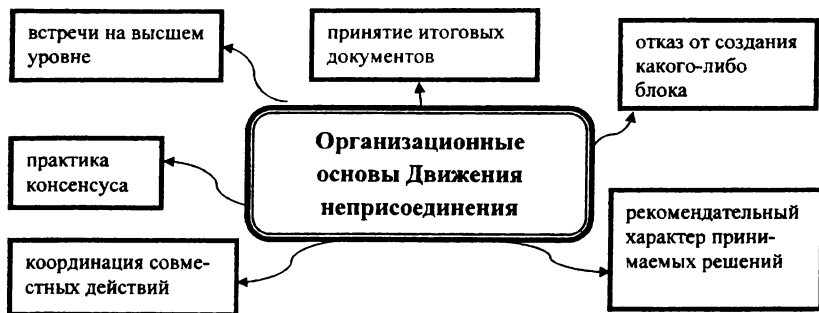 встречи на высшем
уровне
принятие итоговых
документов
отказ от создания
какого-либо
блока
Организационные
основы Движения
неприсоединения
практика
консенсуса
рекомендательный
характер прини-
маемых решений
координация совме-
стных действий